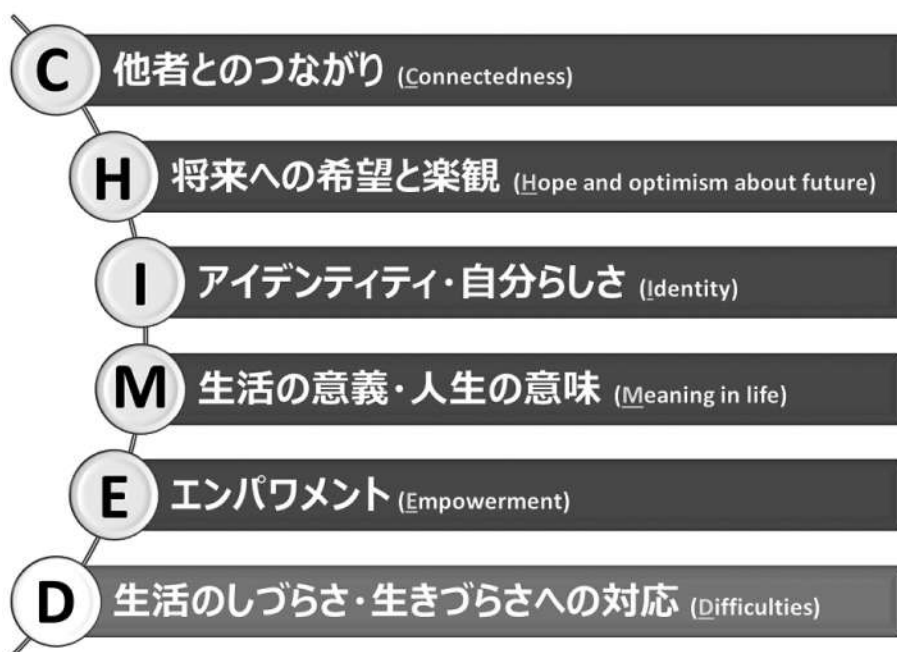 C 他者とのつながり (Connectedness)
H 将来への希望と楽観 (Hope and optimism about future)
I アイデンティティ・自分らしさ (Identity)
M 生活の意義・人生の意味 (Meaning in life)
E エンパワメント (Empowerment)
D 生活のしづらさ・生きづらさへの対応 (Difficulties)